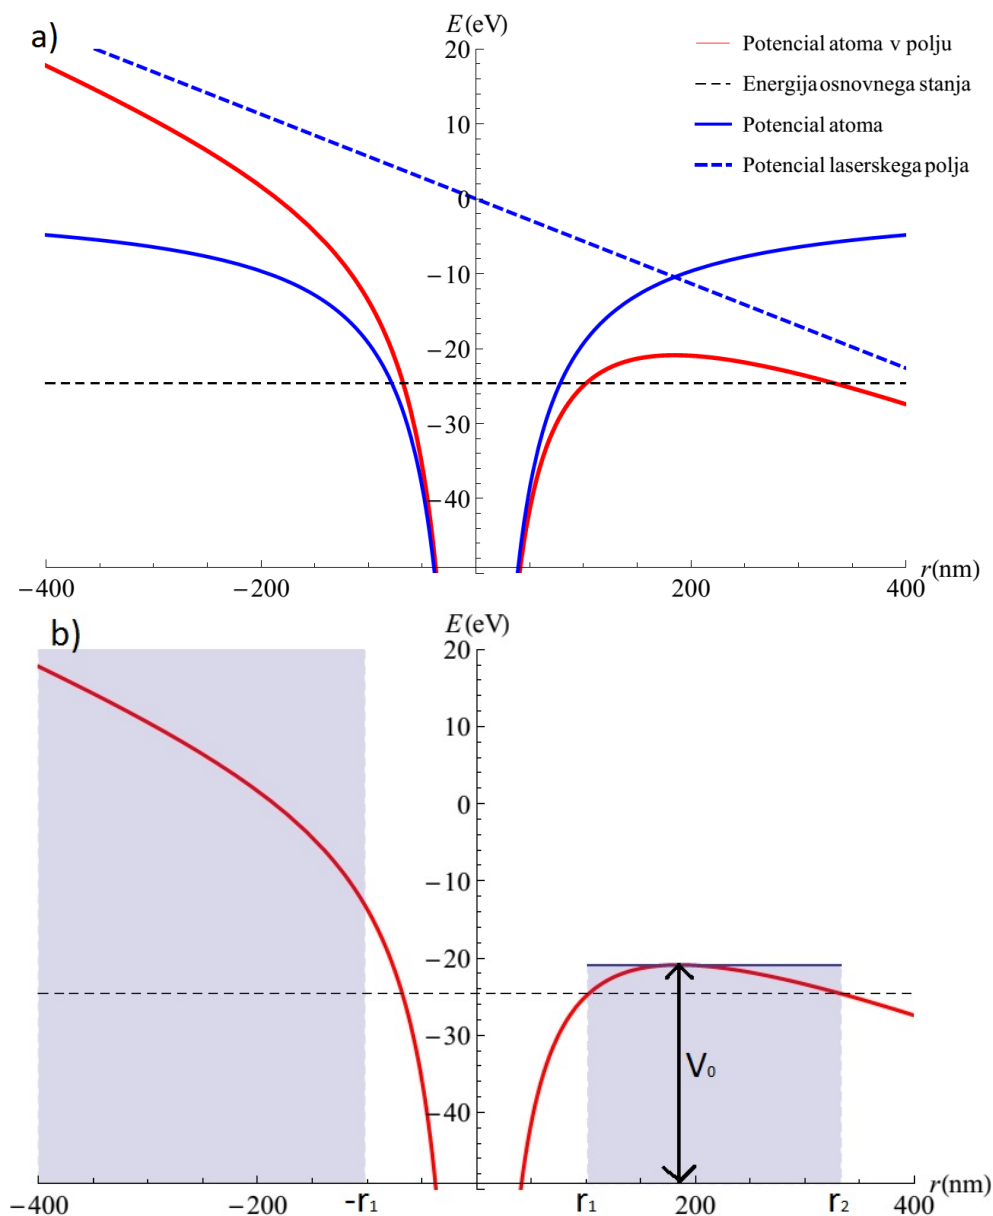 a)
E(eV)
Potencial atoma v polju
Energija osnovnega stanja
Potencial atoma
Potencial laserskega polja
20
10
0
−10
−20
−30
−40
−400
−200
200
400
r(nm)
b)
E(eV)
20
10
0
−10
−20
−30
−40
V₀
−400
-r₁
−200
r₁
200
r₂
400
r(nm)